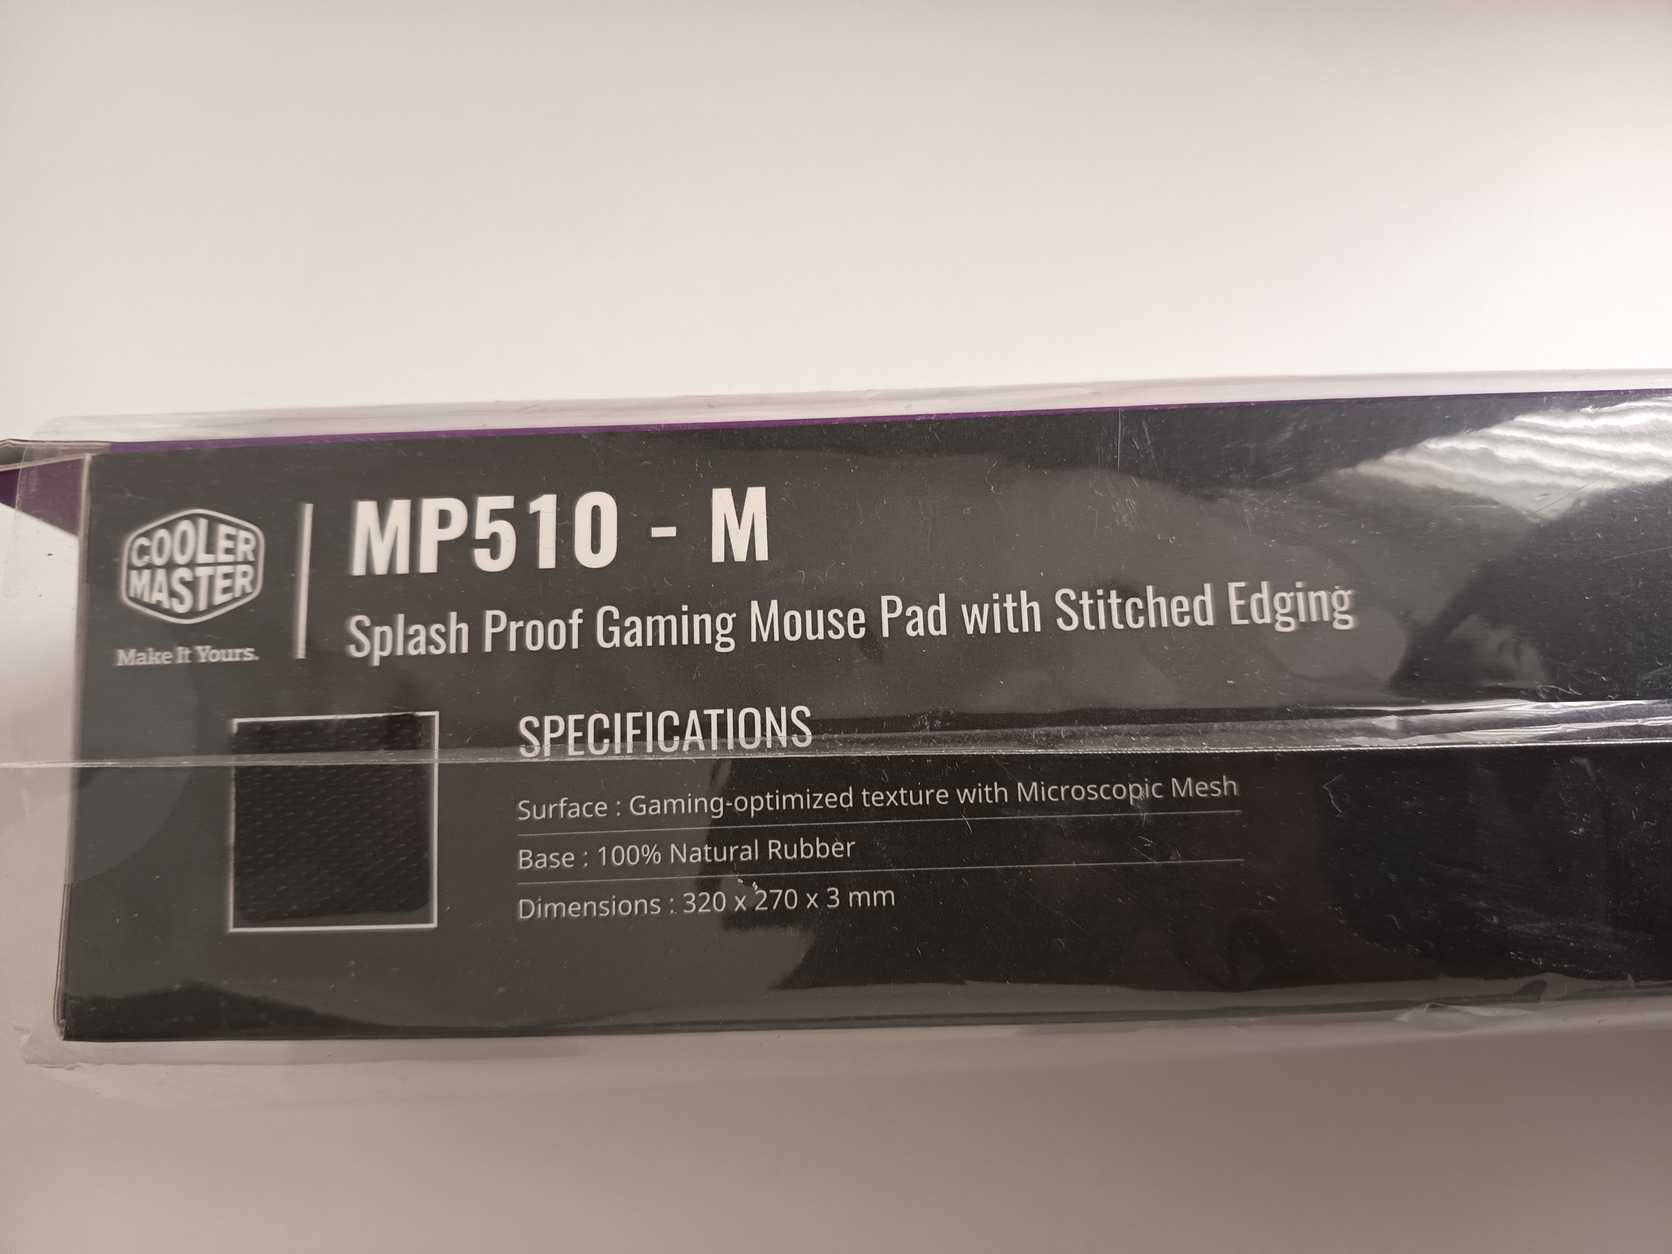 COOLER
MASTER
Make It Yours.
MP510 - M
Splash Proof Gaming Mouse Pad with Stitched Edging
SPECIFICATIONS
Surface : Gaming-optimized texture with Microscopic Mesh
Base : 100% Natural Rubber
Dimensions : 320 x 270 x 3 mm